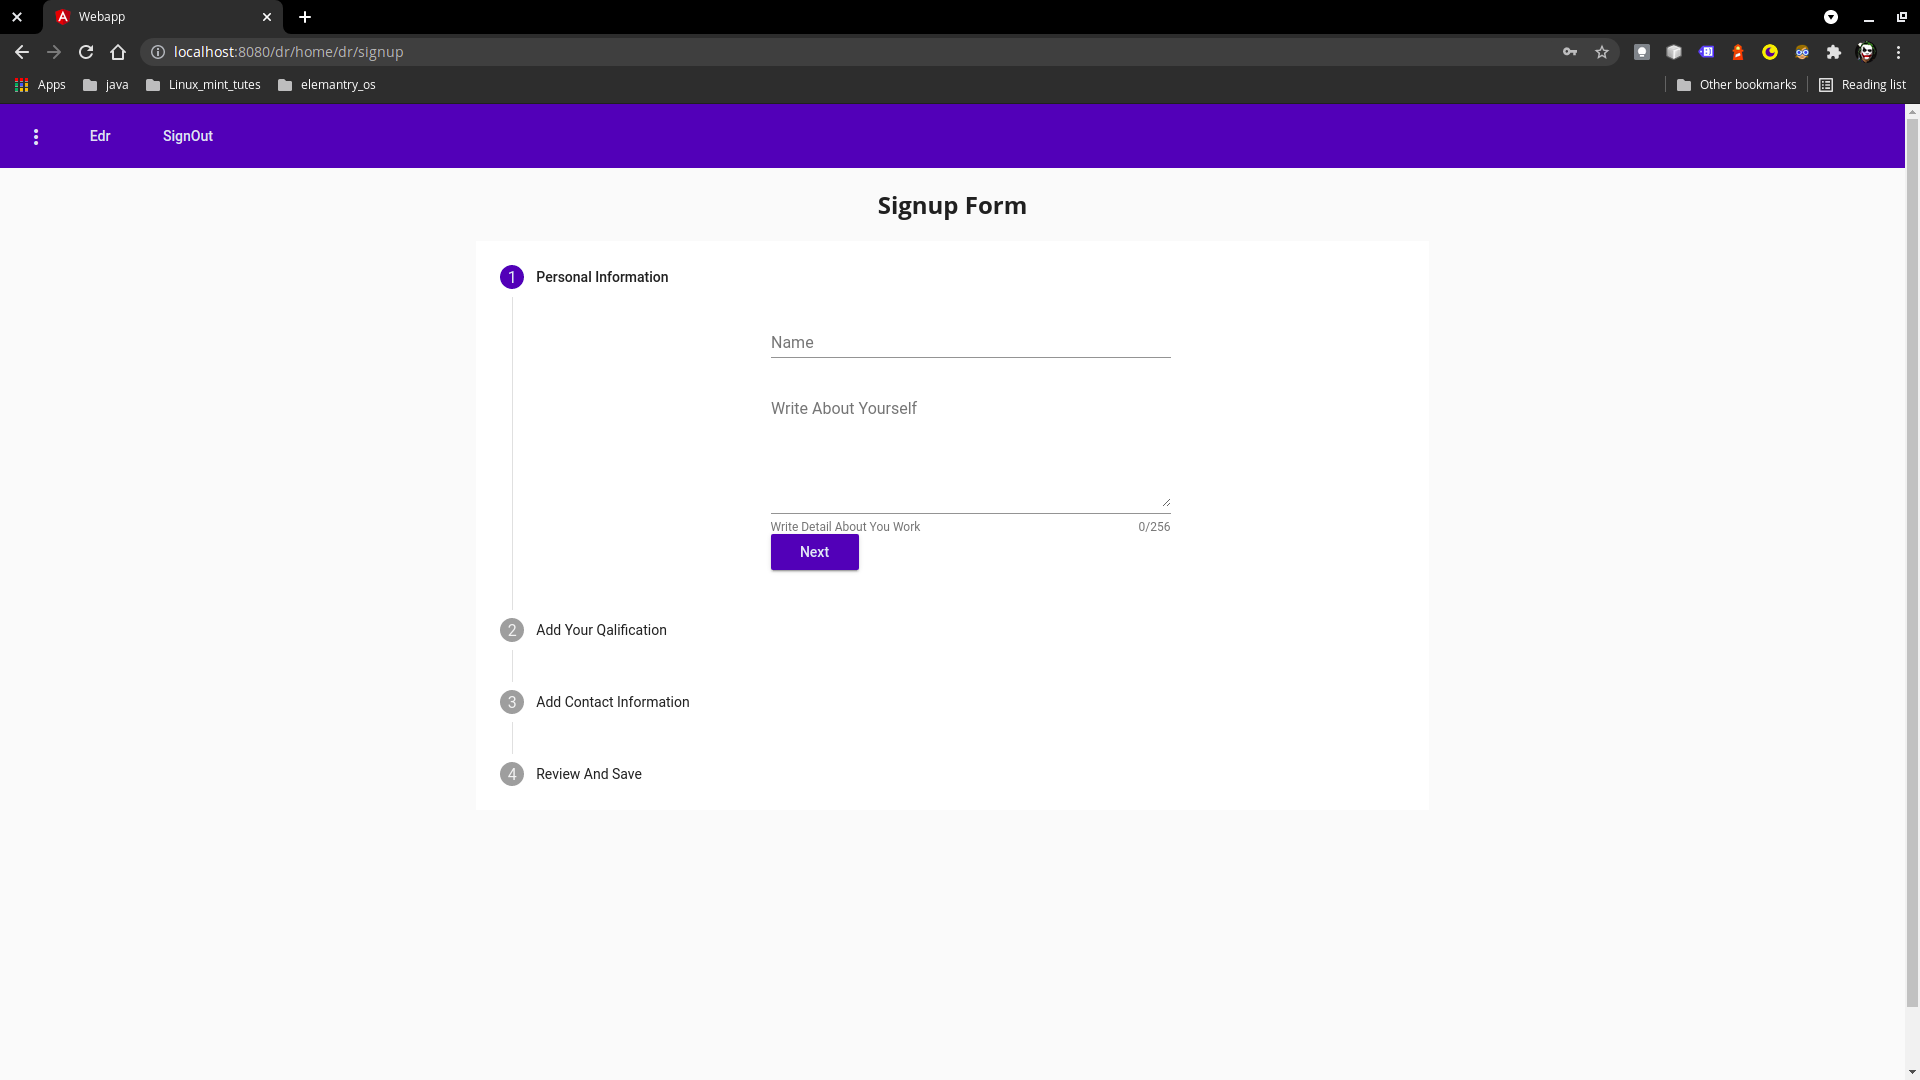 Webapp
localhost:8080/dr/home/dr/signup
Apps java Linux_mint_tutes elemantry_os Other bookmarks Reading list
Edr SignOut
Signup Form
1 Personal Information
Name
Write About Yourself
Write Detail About You Work 0/256
Next
2 Add Your Qalification
3 Add Contact Information
4 Review And Save